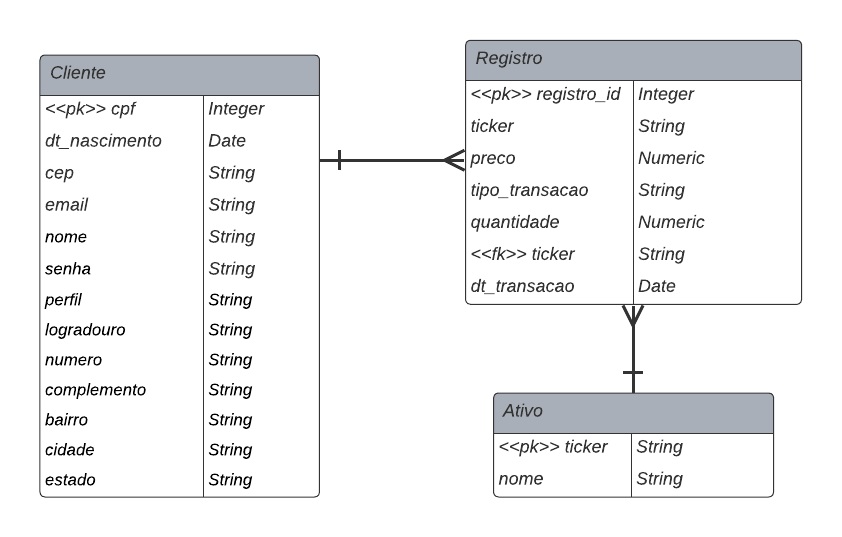 Cliente
<<pk>> cpf Integer
dt_nascimento Date
cep String
email String
nome String
senha String
perfil String
logradouro String
numero String
complemento String
bairro String
cidade String
estado String
Registro
<<pk>> registro_id Integer
ticker String
preco Numeric
tipo_transacao String
quantidade Numeric
<<fk>> ticker String
dt_transacao Date
Ativo
<<pk>> ticker String
nome String